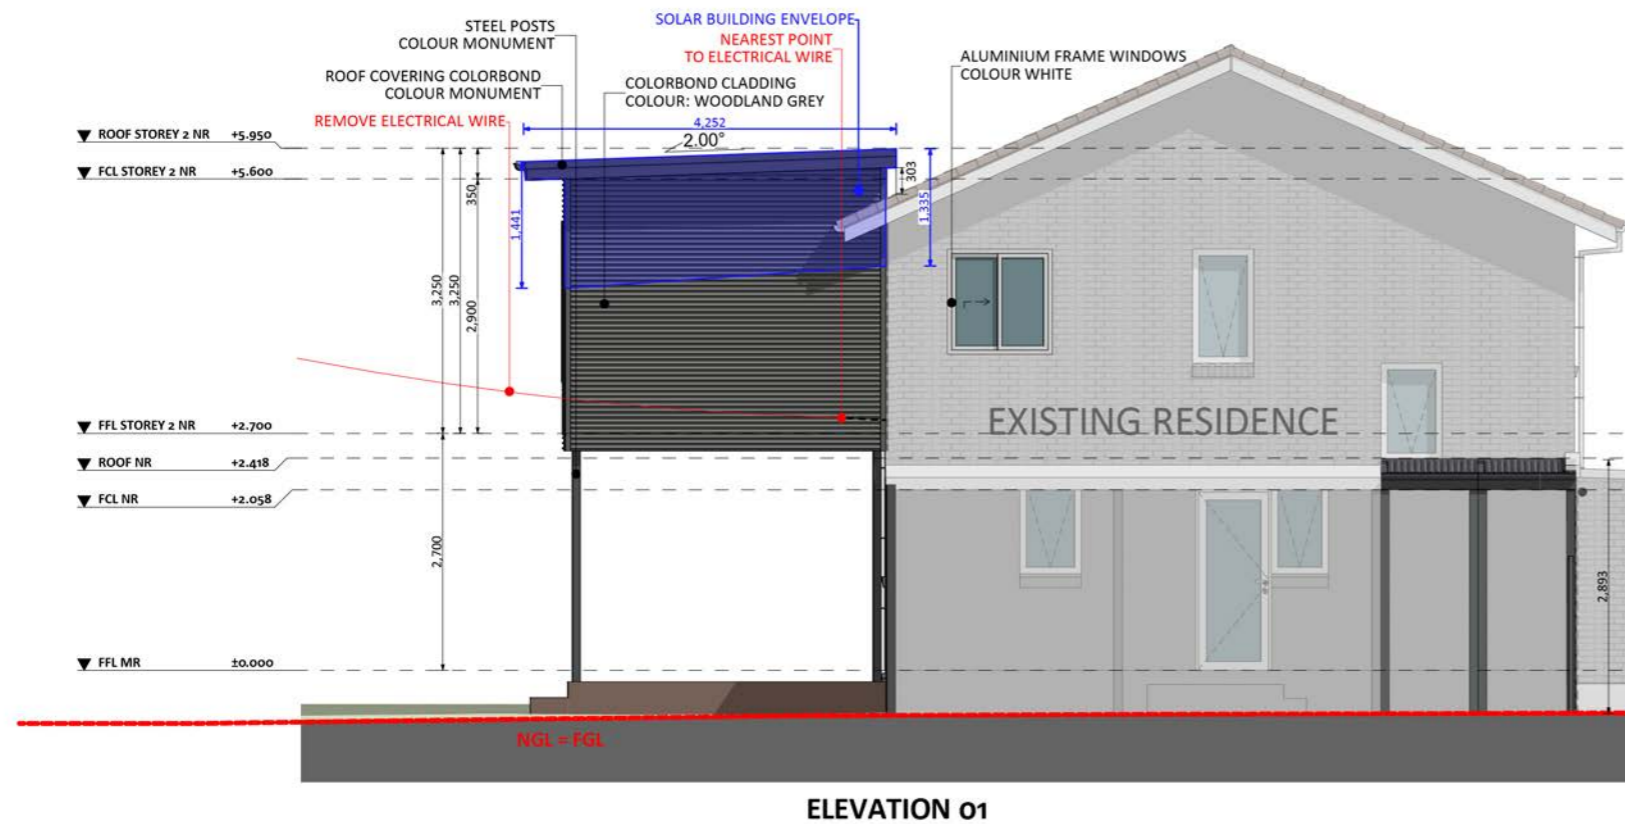 STEEL POSTS
COLOUR MONUMENT
SOLAR BUILDING ENVELOPE
NEAREST POINT
TO ELECTRICAL WIRE
ROOF COVERING COLORBOND
COLOUR MONUMENT
COLORBOND CLADDING
COLOUR: WOODLAND GREY
ALUMINIUM FRAME WINDOWS
COLOUR WHITE
REMOVE ELECTRICAL WIRE
4,252
2.00°
ROOF STOREY 2 NR +5.950
FCL STOREY 2 NR +5.600
350
303
1,335
1,441
3,250
3,250
2,900
EXISTING RESIDENCE
FFL STOREY 2 NR +2.700
ROOF NR +2.418
FCL NR +2.058
2,700
2,893
FFL MR ±0.000
NGL = FGL
ELEVATION 01